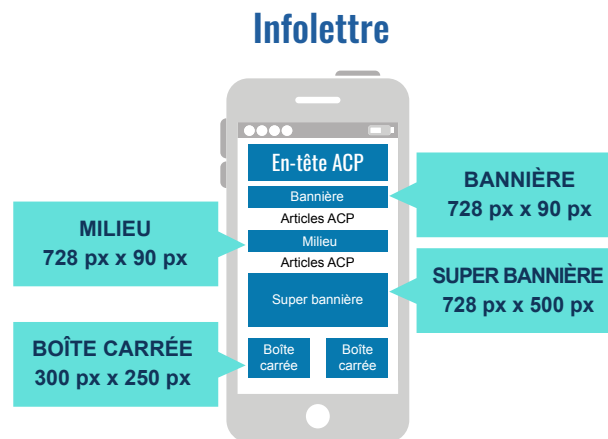 Infolettre
En-tête ACP
Bannière
Articles ACP
Milieu
Articles ACP
Super bannière
Boîte
carrée
Boîte
carrée
BANNIÈRE
728 px x 90 px
MILIEU
728 px x 90 px
SUPER BANNIÈRE
728 px x 500 px
BOÎTE CARRÉE
300 px x 250 px